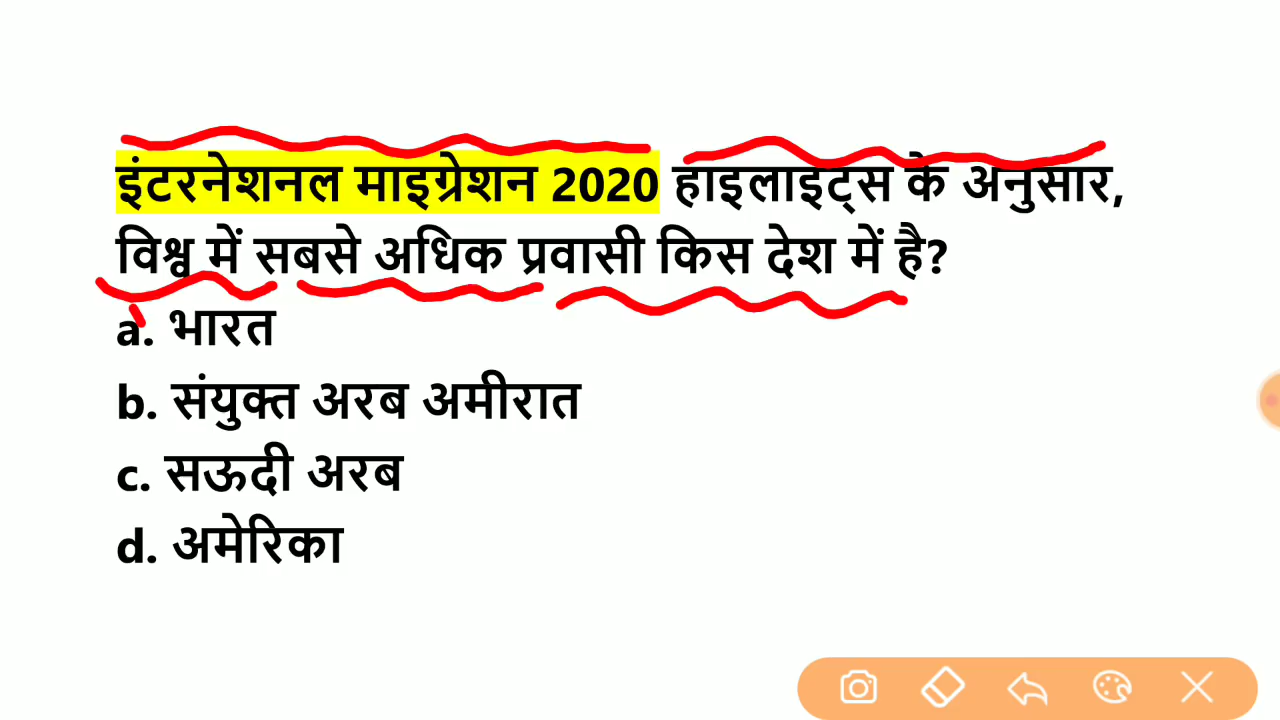 इंटरनेशनल माइग्रेशन 2020 हाइलाइट्स के अनुसार,
विश्व में सबसे अधिक प्रवासी किस देश में है?
a. भारत
b. संयुक्त अरब अमीरात
c. सऊदी अरब
d. अमेरिका